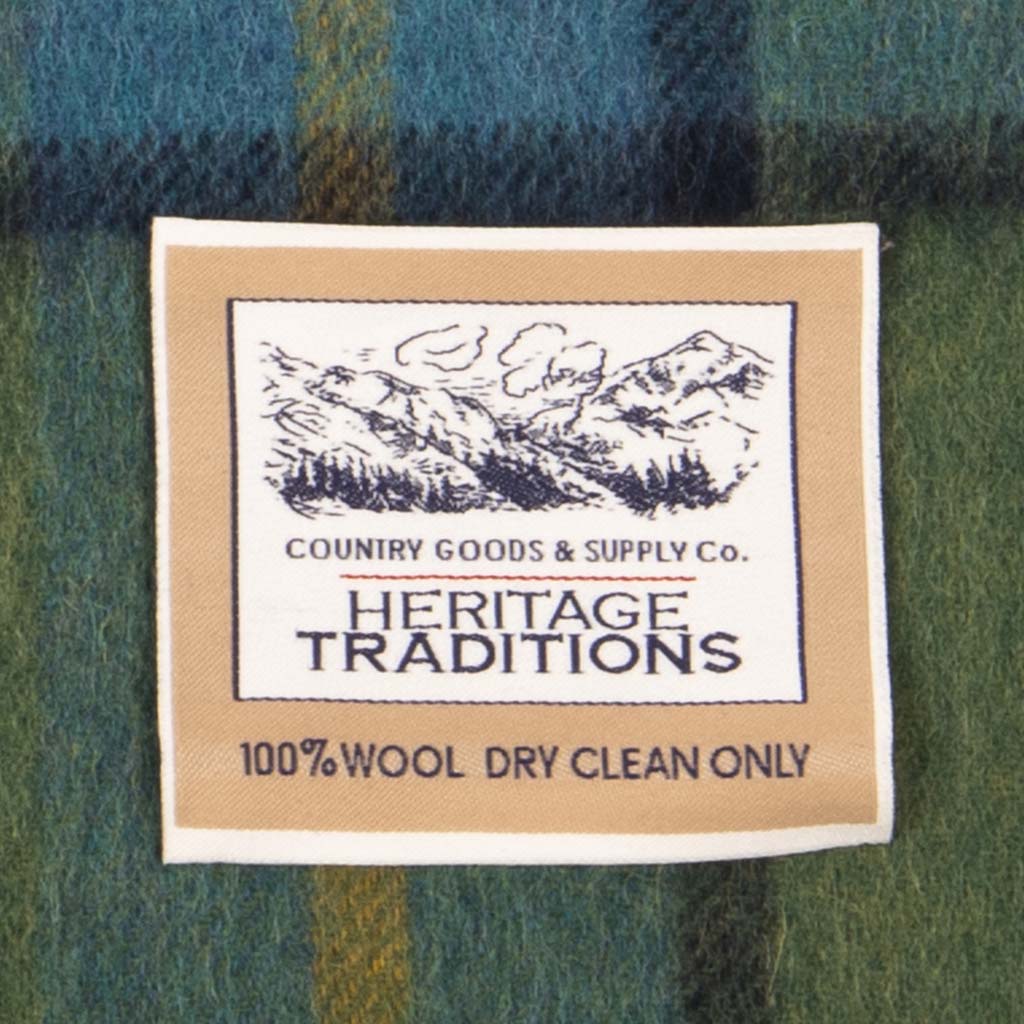 COUNTRY GOODS & SUPPLY Co.
HERITAGE
TRADITIONS
100% WOOL DRY CLEAN ONLY